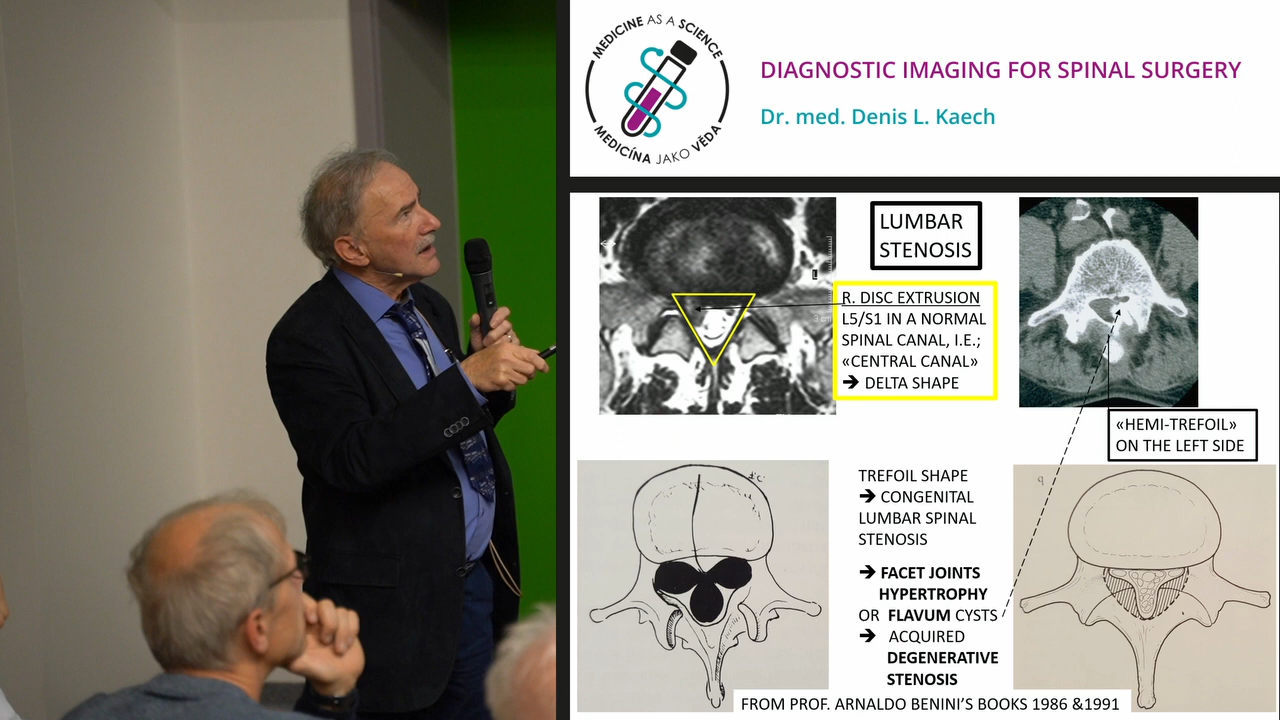 MEDICINE AS A SCIENCE
MEDICÍNA JAKO VĚDA
DIAGNOSTIC IMAGING FOR SPINAL SURGERY
Dr. med. Denis L. Kaech
LUMBAR
STENOSIS
L
R. DISC EXTRUSION
L5/S1 IN A NORMAL
SPINAL CANAL, I.E.;
«CENTRAL CANAL»
➔ DELTA SHAPE
«HEMI-TREFOIL»
ON THE LEFT SIDE
TREFOIL SHAPE
➔ CONGENITAL
LUMBAR SPINAL
STENOSIS
➔ FACET JOINTS
HYPERTROPHY
OR FLAVUM CYSTS
➔ ACQUIRED
DEGENERATIVE
STENOSIS
FROM PROF. ARNALDO BENINI'S BOOKS 1986 &1991